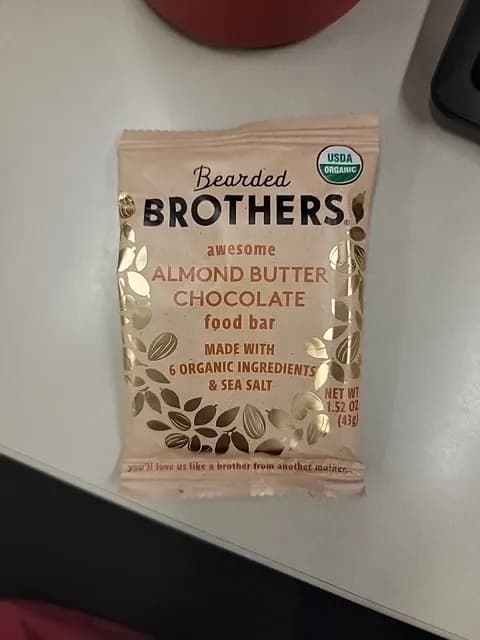 USDA
ORGANIC
Bearded
BROTHERS®
awesome
ALMOND BUTTER
CHOCOLATE
food bar
MADE WITH
6 ORGANIC INGREDIENTS
& SEA SALT
NET WT
1.52 OZ
(43g)
you'll love us like a brother from another mother...